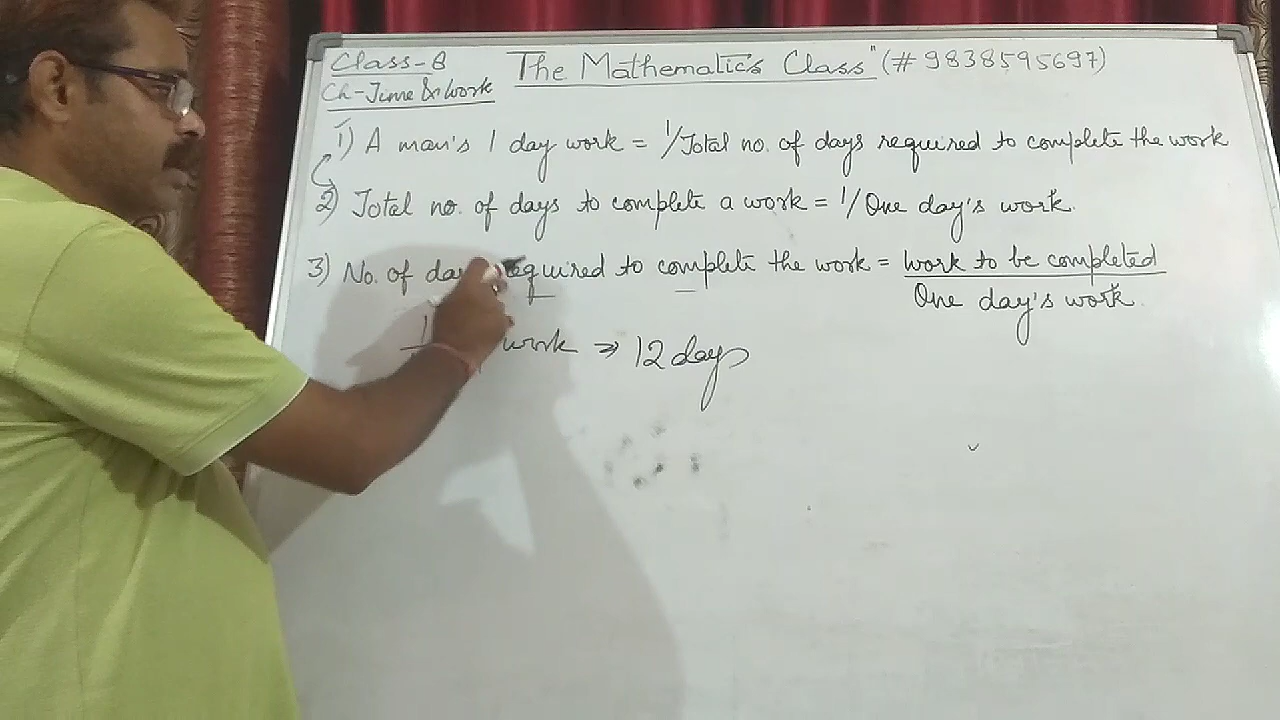 Class-8 The Mathematics Class" (#9838595697)
Ch-Time & Work
1) A man's 1 day work = 1/Total no. of days required to complete the work
2) Total no. of days to complete a work = 1/One day's work.
3) No. of days required to complete the work = work to be completed
One day's work
1 work ⇒ 12 days